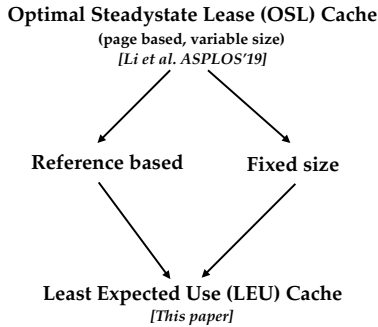 Optimal Steadystate Lease (OSL) Cache
(page based, variable size)
[Li et al. ASPLOS'19]
Reference based
Fixed size
Least Expected Use (LEU) Cache
[This paper]